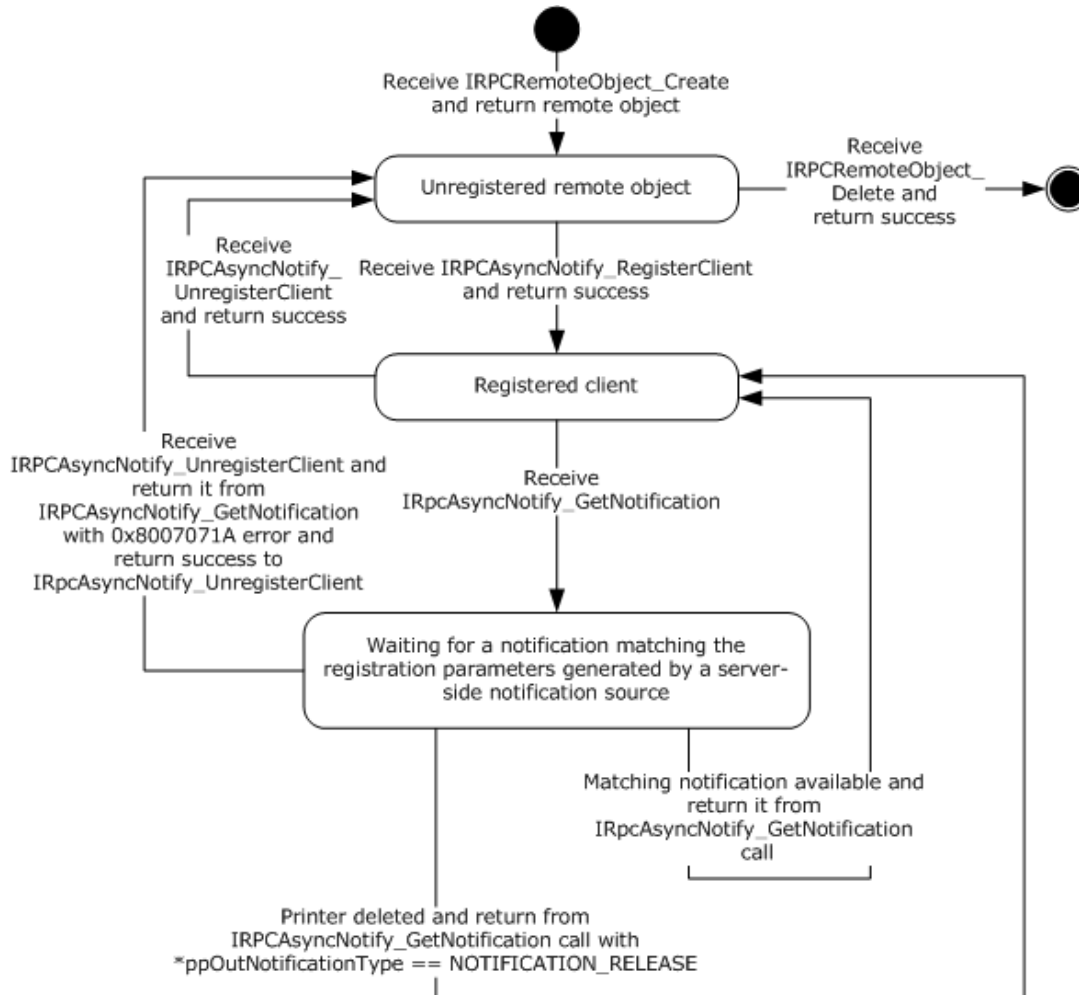 Receive IRPCRemoteObject_Create
and return remote object
Unregistered remote object
Receive
IRPCRemoteObject_
Delete and
return success
Receive
IRPCAsyncNotify_
UnregisterClient
and return success
Receive IRPCAsyncNotify_RegisterClient
and return success
Registered client
Receive
IRPCAsyncNotify_UnregisterClient and
return it from
IRPCAsyncNotify_GetNotification
with 0x8007071A error and
return success to
IRpcAsyncNotify_UnregisterClient
Receive
IRpcAsyncNotify_GetNotification
Waiting for a notification matching the
registration parameters generated by a server-
side notification source
Matching notification available and
return it from
IRpcAsyncNotify_GetNotification
call
Printer deleted and return from
IRPCAsyncNotify_GetNotification call with
*ppOutNotificationType == NOTIFICATION_RELEASE